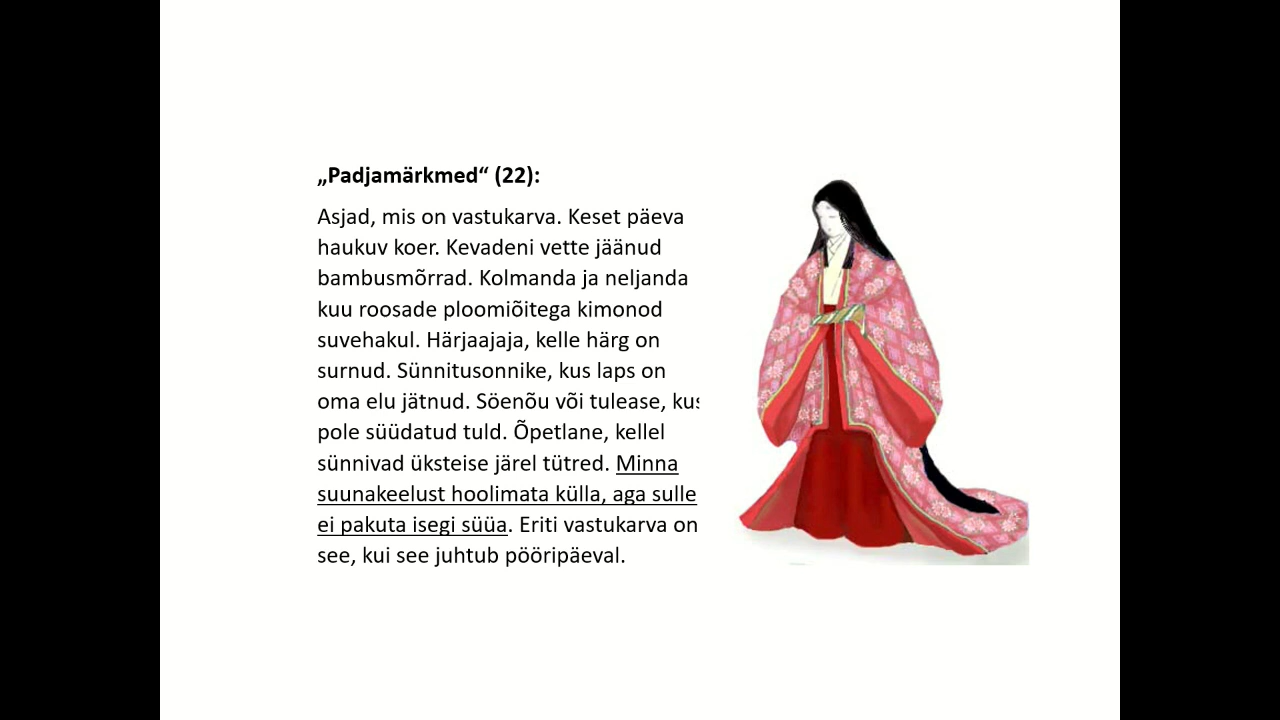 „Padjamärkmed“ (22):
Asjad, mis on vastukarva. Keset päeva
haukuv koer. Kevadeni vette jäänud
bambusmõrrad. Kolmanda ja neljanda
kuu roosade ploomiõitega kimonod
suvehakul. Härjaajaja, kelle härg on
surnud. Sünnitusonnike, kus laps on
oma elu jätnud. Söenõu või tulease, kus
pole süüdatud tuld. Õpetlane, kellel
sünnivad üksteise järel tütred. Minna
suunakeelust hoolimata külla, aga sulle
ei pakuta isegi süüa. Eriti vastukarva on
see, kui see juhtub pööripäeval.